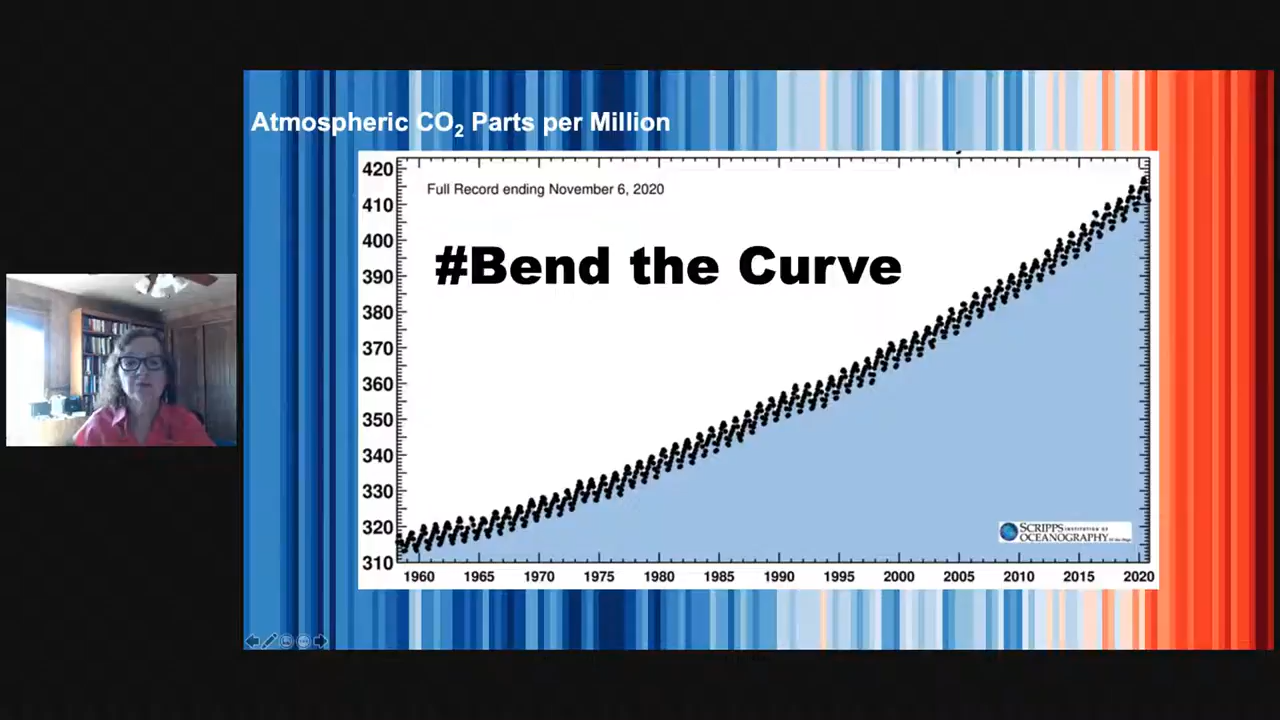 Atmospheric CO₂ Parts per Million
420
410
400
390
380
370
360
350
340
330
320
310
Full Record ending November 6, 2020
#Bend the Curve
SCRIPPS INSTITUTION OF
OCEANOGRAPHY
1960 1965 1970 1975 1980 1985 1990 1995 2000 2005 2010 2015 2020